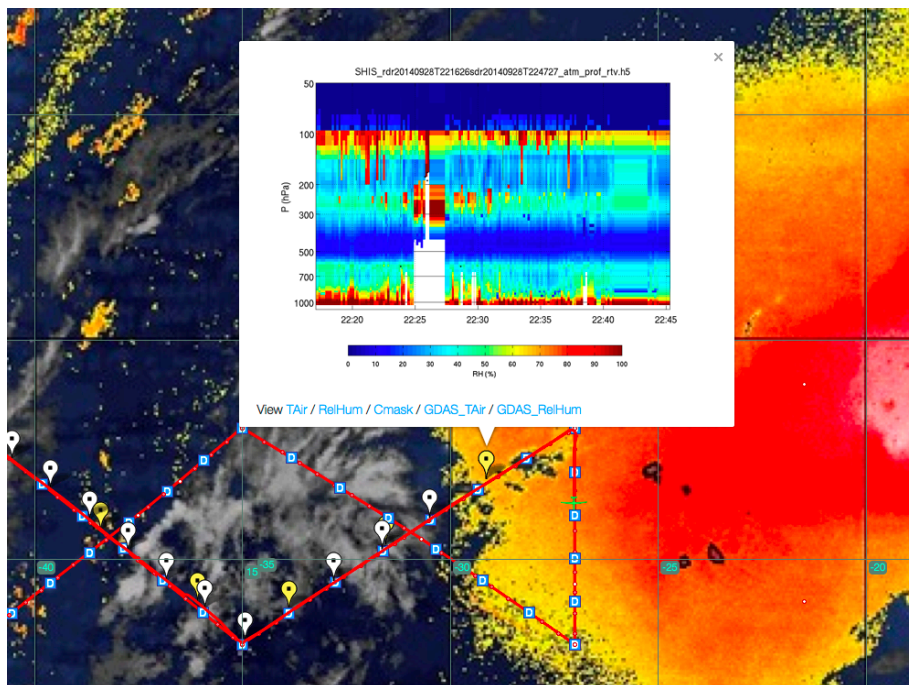 ×
SHIS_rdr20140928T221626sdr20140928T224727_atm_prof_rtv.h5
50
100
200
300
500
700
1000
P (hPa)
22:20 22:25 22:30 22:35 22:40 22:45
0 10 20 30 40 50 60 70 80 90 100
RH (%)
View TAir / RelHum / Cmask / GDAS_TAir / GDAS_RelHum
D
D D D
D D
D D D D D
D D D D
-40 -35 -30 -25 -20
15
D D D D D
D D D D